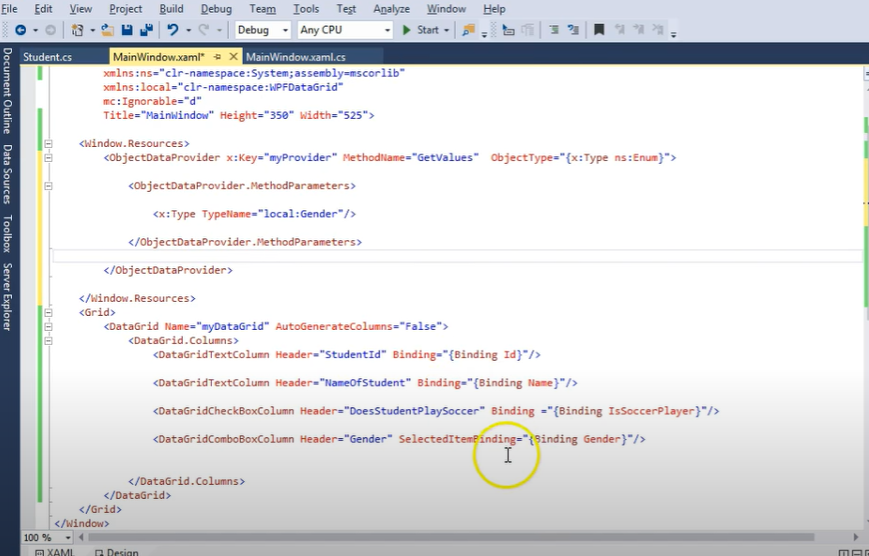 File Edit View Project Build Debug Team Tools Test Analyze Window Help
Debug Any CPU Start
Student.cs MainWindow.xaml* MainWindow.xaml.cs
Document Outline
Data Sources
Toolbox
Server Explorer
xmlns:ns="clr-namespace:System;assembly=mscorlib"
xmlns:local="clr-namespace:WPFDataGrid"
mc:Ignorable="d"
Title="MainWindow" Height="350" Width="525">
<Window.Resources>
<ObjectDataProvider x:Key="myProvider" MethodName="GetValues" ObjectType="{x:Type ns:Enum}">
<ObjectDataProvider.MethodParameters>
<x:Type TypeName="local:Gender"/>
</ObjectDataProvider.MethodParameters>
</ObjectDataProvider>
</Window.Resources>
<Grid>
<DataGrid Name="myDataGrid" AutoGenerateColumns="False">
<DataGrid.Columns>
<DataGridTextColumn Header="StudentId" Binding="{Binding Id}"/>
<DataGridTextColumn Header="NameOfStudent" Binding="{Binding Name}"/>
<DataGridCheckBoxColumn Header="DoesStudentPlaySoccer" Binding ="{Binding IsSoccerPlayer}"/>
<DataGridComboBoxColumn Header="Gender" SelectedItemBinding="{Binding Gender}"/>
</DataGrid.Columns>
</DataGrid>
</Grid>
</Window>
100 %
XAML Design